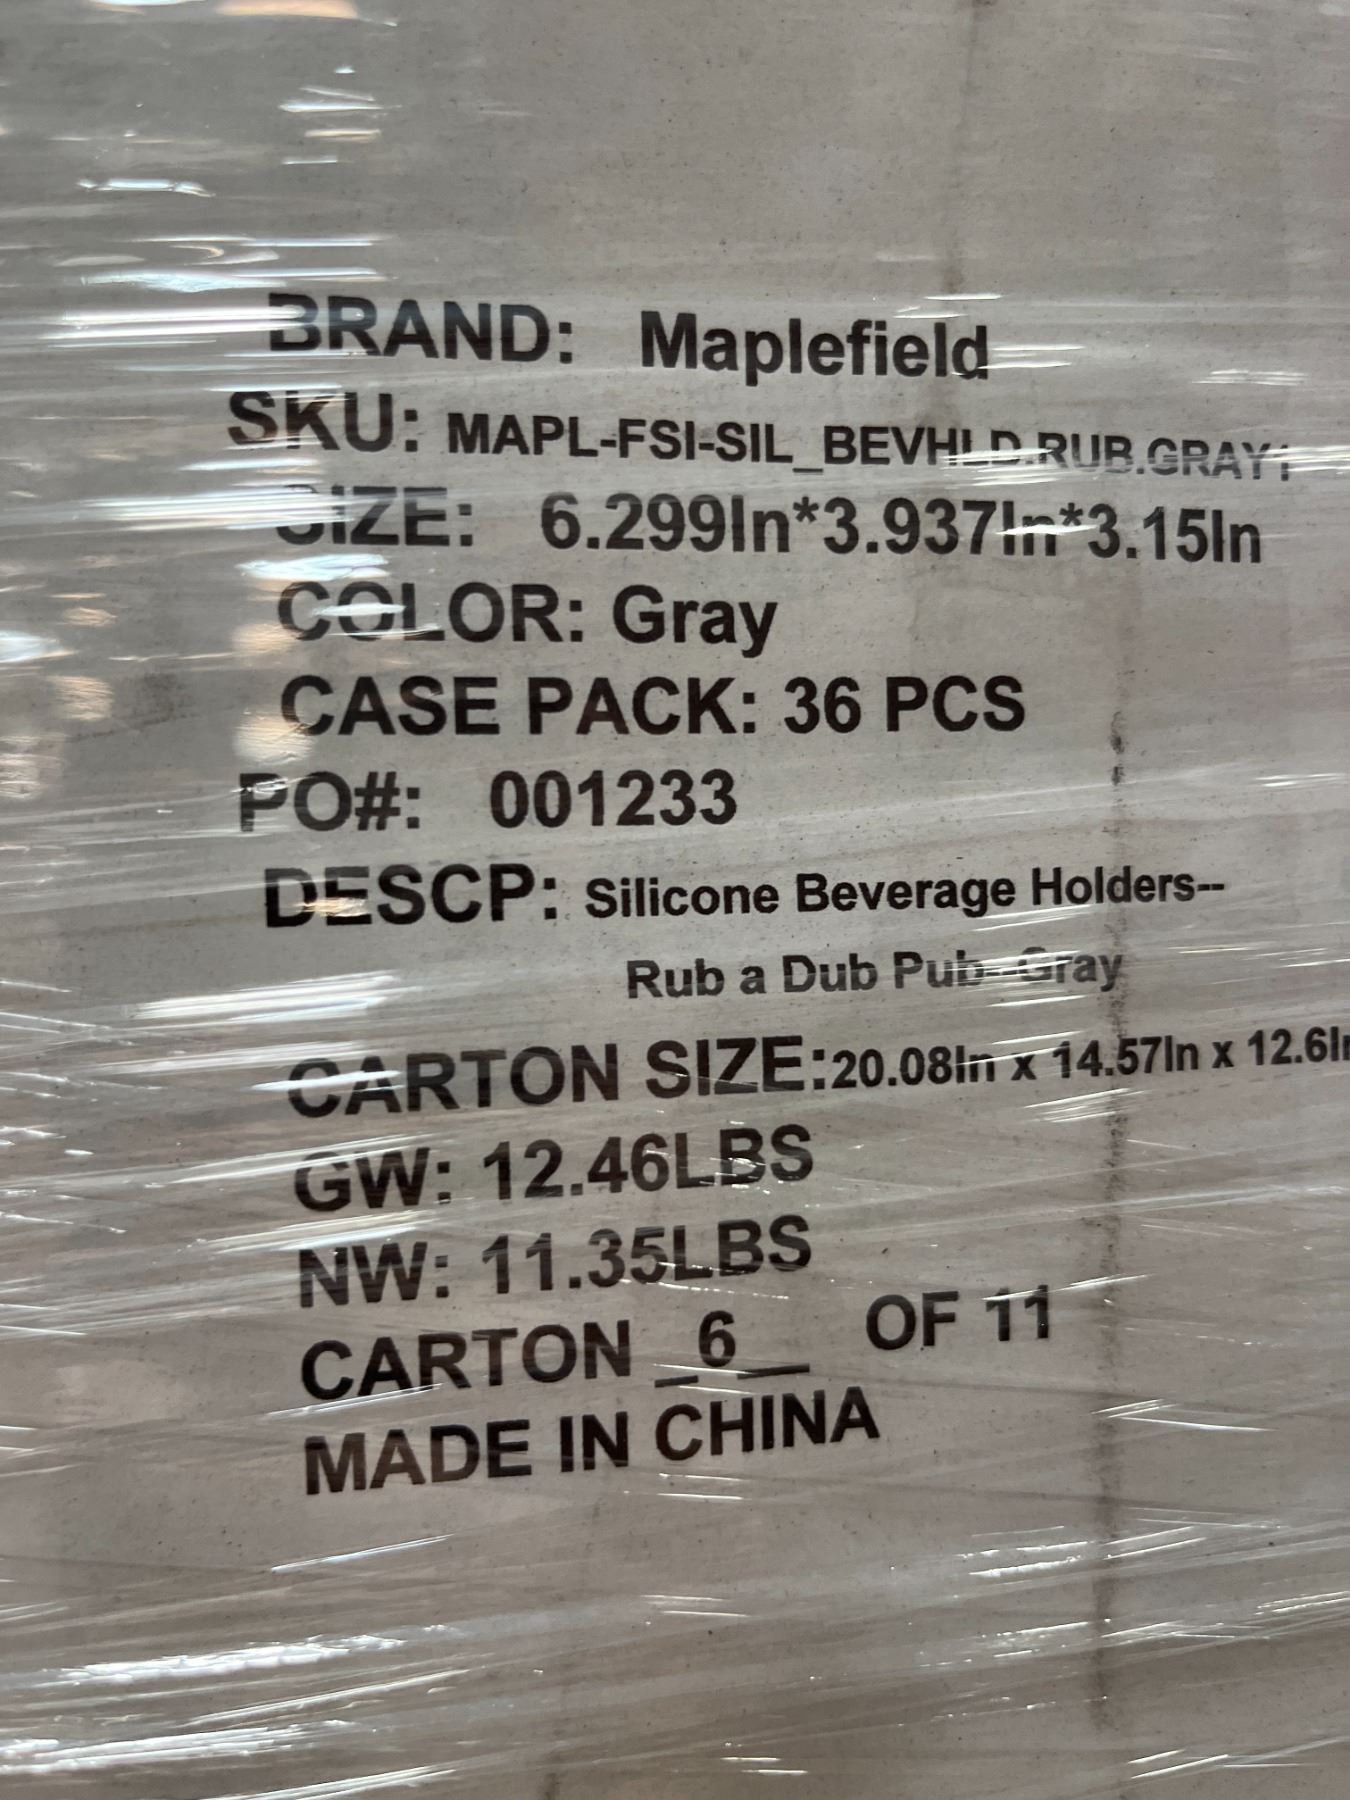 BRAND: Maplefield
SKU: MAPL-FSI-SIL_BEVHLD.RUB.GRAY1
SIZE: 6.299In*3.937In*3.15In
COLOR: Gray
CASE PACK: 36 PCS
PO#: 001233
DESCP: Silicone Beverage Holders--
Rub a Dub Pub--Gray
CARTON SIZE:20.08In x 14.57In x 12.6In
GW: 12.46LBS
NW: 11.35LBS
CARTON _6__ OF 11
MADE IN CHINA